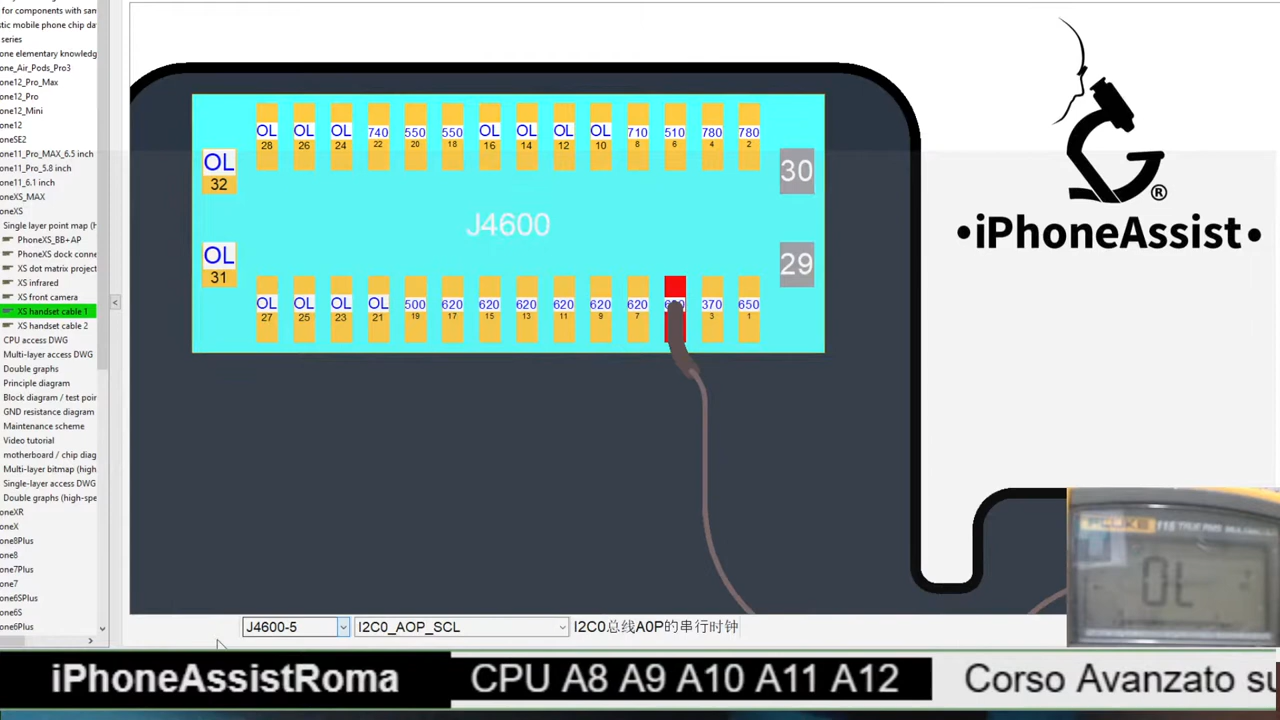 for components with some
stic mobile phone chip da
series
one elementary knowledg
one_Air_Pods_Pro3
one12_Pro_Max
one12_Pro
one12_Mini
one12
oneSE2
one11_Pro_MAX_6.5 inch
one11_Pro_5.8 inch
one11_6.1 inch
oneXS_MAX
oneXS
Single layer point map (h
PhoneXS_BB+AP
PhoneXS dock conne
XS dot matrix project
XS infrared
XS front camera
XS handset cable 1
XS handset cable 2
CPU access DWG
Multi-layer access DWG
Double graphs
Principle diagram
Block diagram / test poin
GND resistance diagram
Maintenance scheme
Video tutorial
motherboard / chip diag
Multi-layer bitmap (high
Single-layer access DWG
Double graphs (high-spe
oneXR
oneX
one8Plus
one8
one7Plus
one7
one6SPlus
one6S
one6Plus
<
OL OL OL 740 550 550 OL OL OL OL 710 510 780 780
28 26 24 22 20 18 16 14 12 10 8 6 4 2
OL
32
30
J4600
OL
31
29
OL OL OL OL 500 620 620 620 620 620 620 370 650
27 25 23 21 19 17 15 13 11 9 7 3 1
®
•iPhoneAssist•
FLUKE 115 TRUE RMS
OL
J4600-5 I2C0_AOP_SCL I2C0总线A0P的串行时钟
iPhoneAssistRoma CPU A8 A9 A10 A11 A12 Corso Avanzato su